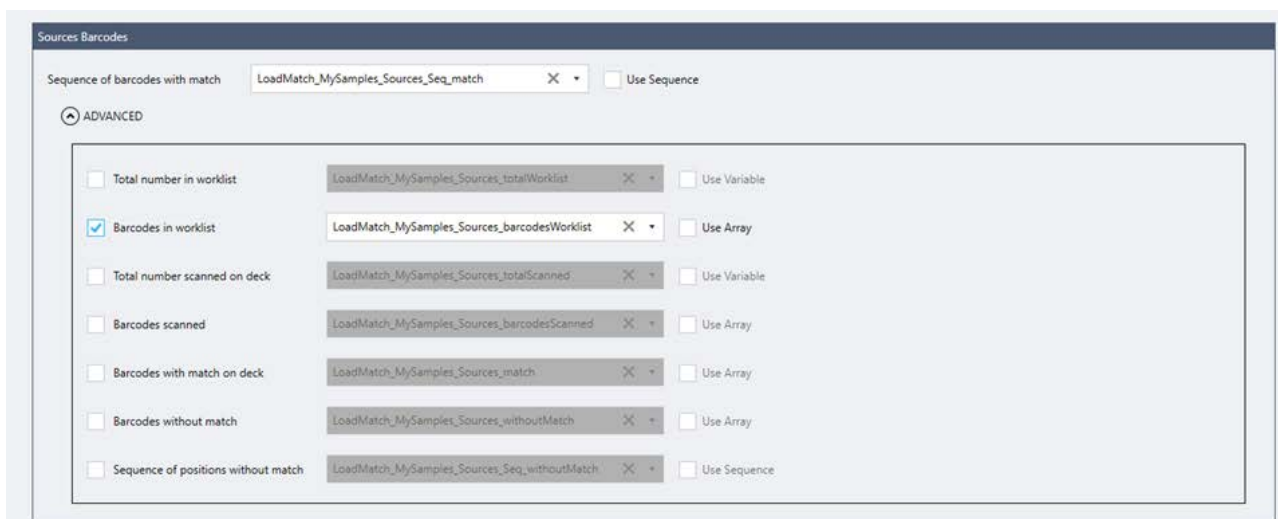 Sources Barcodes
Sequence of barcodes with match LoadMatch_MySamples_Sources_Seq_match Use Sequence
ADVANCED
Total number in worklist LoadMatch_MySamples_Sources_totalWorklist Use Variable
Barcodes in worklist LoadMatch_MySamples_Sources_barcodesWorklist Use Array
Total number scanned on deck LoadMatch_MySamples_Sources_totalScanned Use Variable
Barcodes scanned LoadMatch_MySamples_Sources_barcodesScanned Use Array
Barcodes with match on deck LoadMatch_MySamples_Sources_match Use Array
Barcodes without match LoadMatch_MySamples_Sources_withoutMatch Use Array
Sequence of positions without match LoadMatch_MySamples_Sources_Seq_withoutMatch Use Sequence